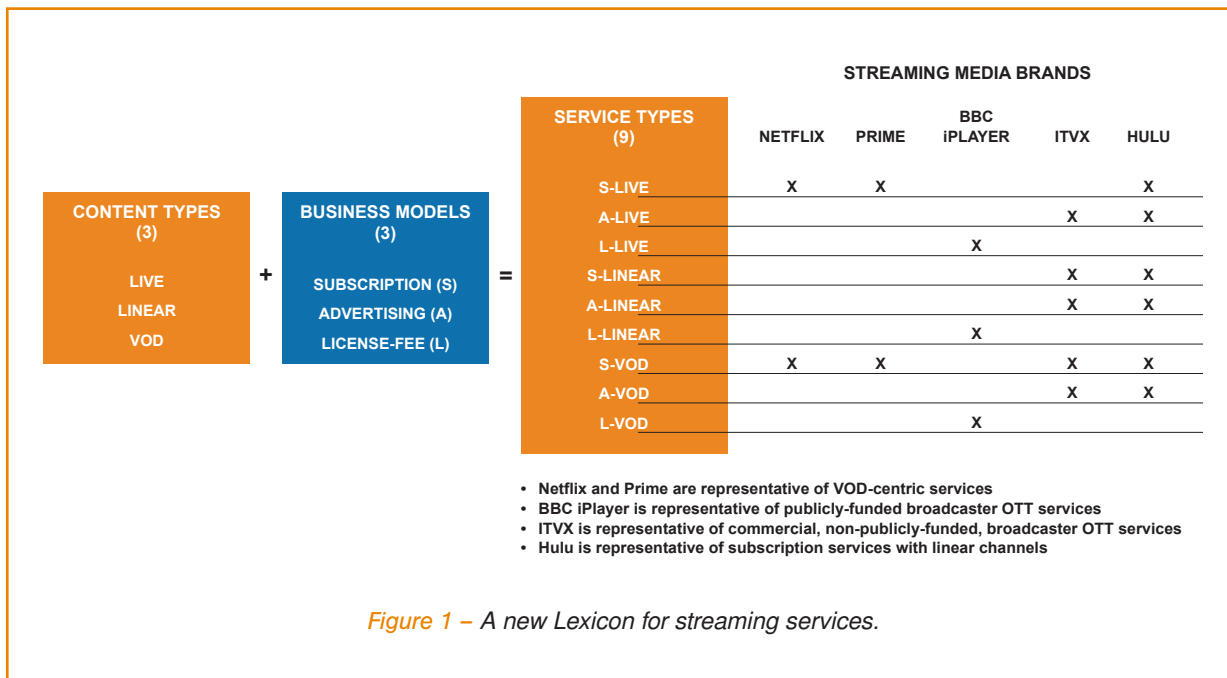 STREAMING MEDIA BRANDS
SERVICE TYPES
(9)
NETFLIX PRIME BBC iPLAYER ITVX HULU
CONTENT TYPES
(3)
LIVE
LINEAR
VOD
+
BUSINESS MODELS
(3)
SUBSCRIPTION (S)
ADVERTISING (A)
LICENSE-FEE (L)
=
S-LIVE X X X
A-LIVE X X
L-LIVE X
S-LINEAR X X
A-LINEAR X X
L-LINEAR X
S-VOD X X X X
A-VOD X X
L-VOD X
• Netflix and Prime are representative of VOD-centric services
• BBC iPlayer is representative of publicly-funded broadcaster OTT services
• ITVX is representative of commercial, non-publicly-funded, broadcaster OTT services
• Hulu is representative of subscription services with linear channels
Figure 1 – A new Lexicon for streaming services.